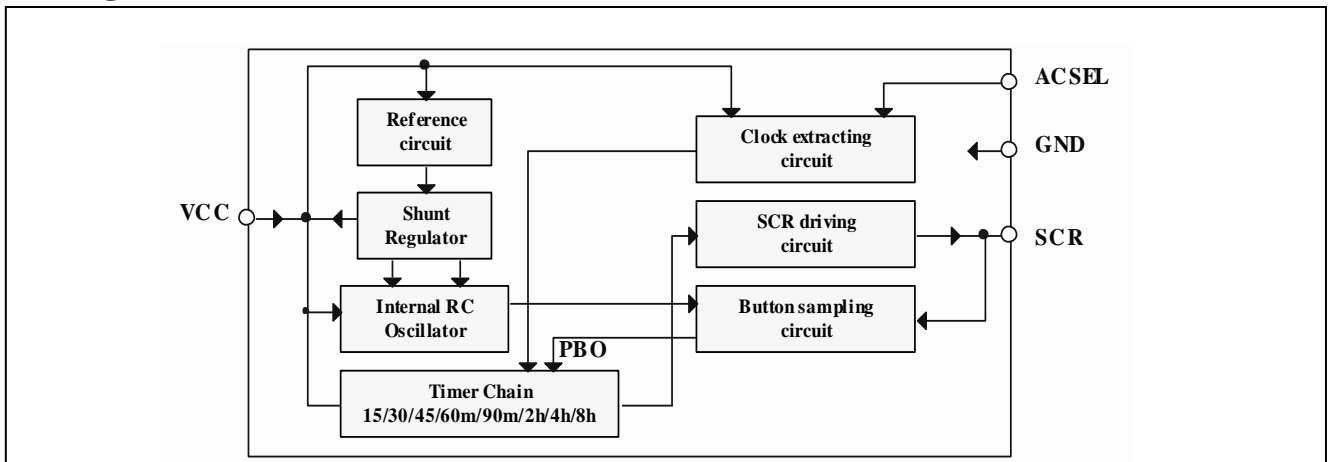 ACSEL
Reference
circuit
Clock extracting
circuit
GND
VCC
Shunt
Regulator
SCR driving
circuit
SCR
Internal RC
Oscillator
Button sampling
circuit
PBO
Timer Chain
15/30/45/60m/90m/2h/4h/8h